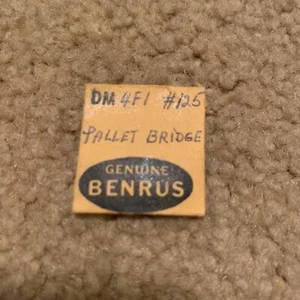 DM 4F1 #125
PALLET BRIDGE
GENUINE
BENRUS